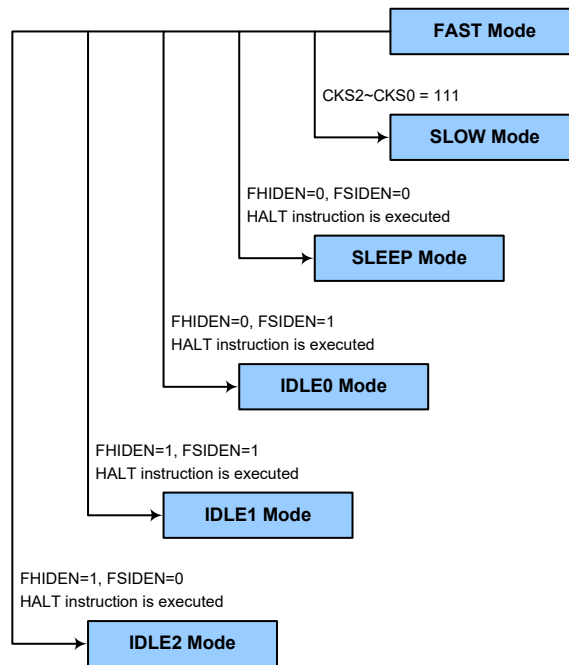 FAST Mode
CKS2~CKS0 = 111
SLOW Mode
FHIDEN=0, FSIDEN=0
HALT instruction is executed
SLEEP Mode
FHIDEN=0, FSIDEN=1
HALT instruction is executed
IDLE0 Mode
FHIDEN=1, FSIDEN=1
HALT instruction is executed
IDLE1 Mode
FHIDEN=1, FSIDEN=0
HALT instruction is executed
IDLE2 Mode